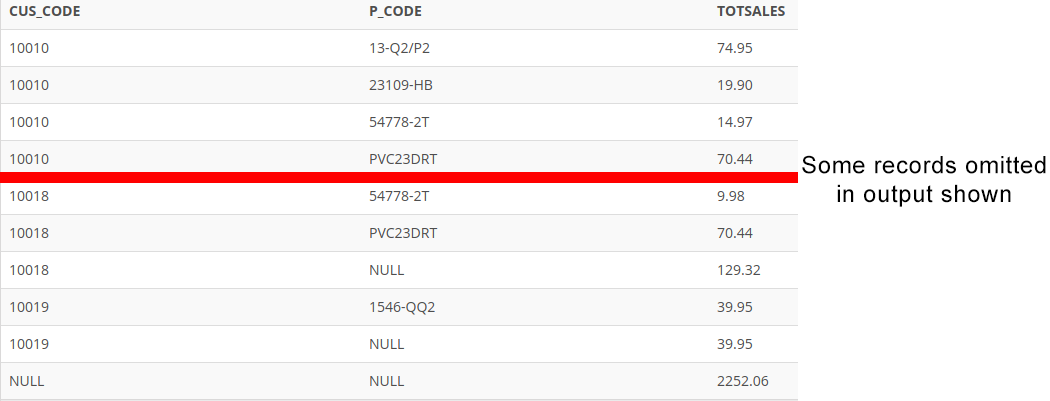 CUS_CODE P_CODE TOTSALES
10010 13-Q2/P2 74.95
10010 23109-HB 19.90
10010 54778-2T 14.97
10010 PVC23DRT 70.44
10018 54778-2T 9.98
10018 PVC23DRT 70.44
10018 NULL 129.32
10019 1546-QQ2 39.95
10019 NULL 39.95
NULL NULL 2252.06
Some records omitted
in output shown